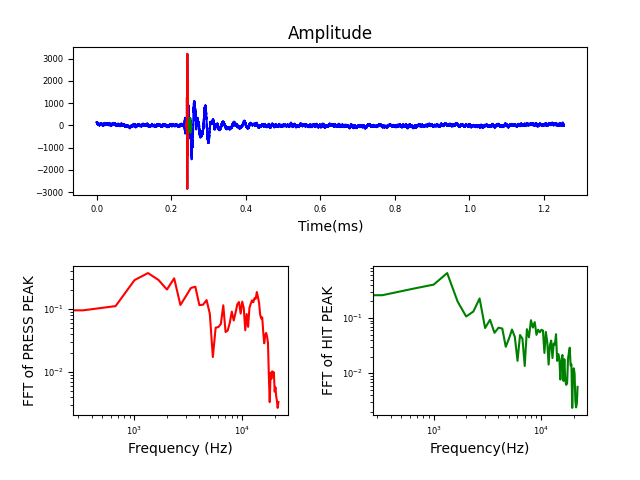 Amplitude
3000
2000
1000
0
−1000
−2000
−3000
0.0 0.2 0.4 0.6 0.8 1.0 1.2
Time(ms)
FFT of PRESS PEAK
10⁻¹
10⁻²
10³ 10⁴
Frequency (Hz)
FFT of HIT PEAK
10⁻¹
10⁻²
10³ 10⁴
Frequency(Hz)